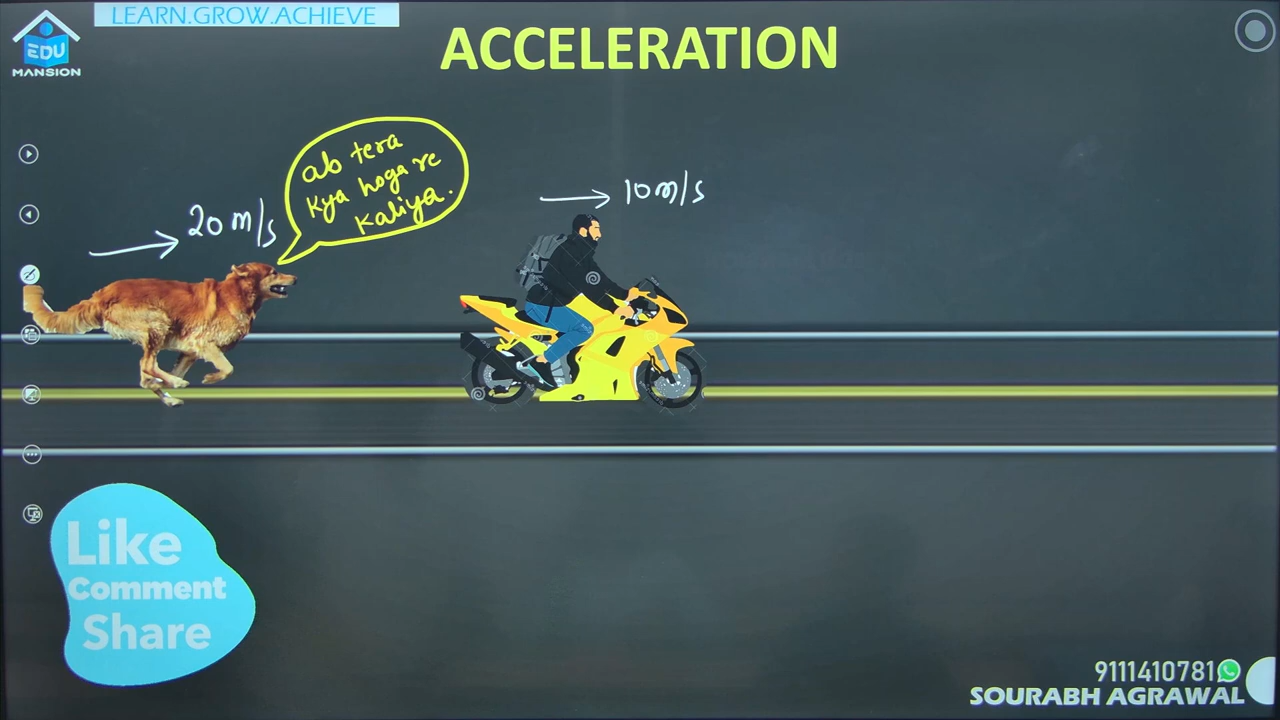 LEARN.GROW.ACHIEVE
EDU
MANSION
ACCELERATION
ab tera
kya hoga re
kaliya.
20 m/s
10 m/s
Like
Comment
Share
9111410781
SOURABH AGRAWAL